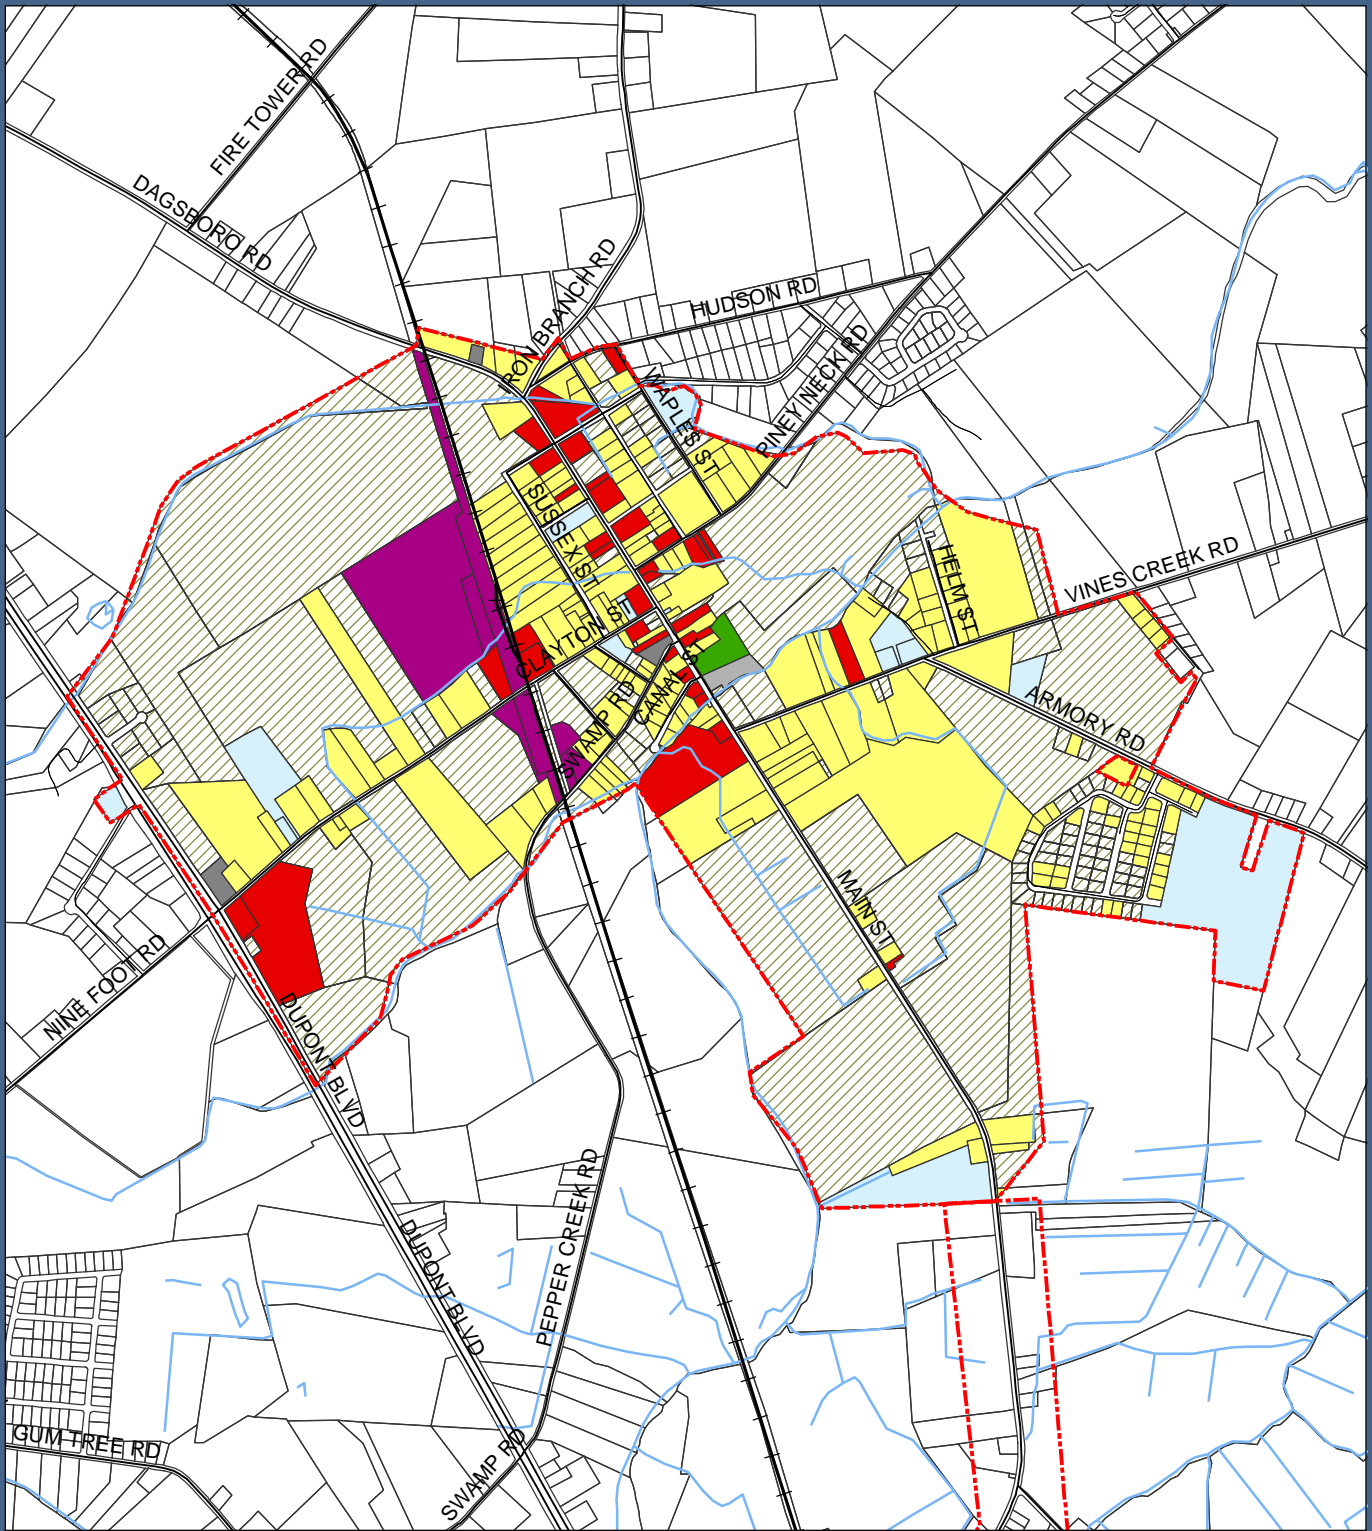 FIRE TOWER RD
DAGSBORO RD
IRON BRANCH RD
HUDSON RD
PINEY NECK RD
WAPLES ST
SUSSEX ST
HELM ST
VINES CREEK RD
CLAYTON ST
ST
CANAL
SWAMP RD
ARMORY RD
MAIN ST
NINE FOOT RD
DUPONT BLVD
PEPPER CREEK RD
DUPONT BLVD
GUM TREE RD
SWAMP RD